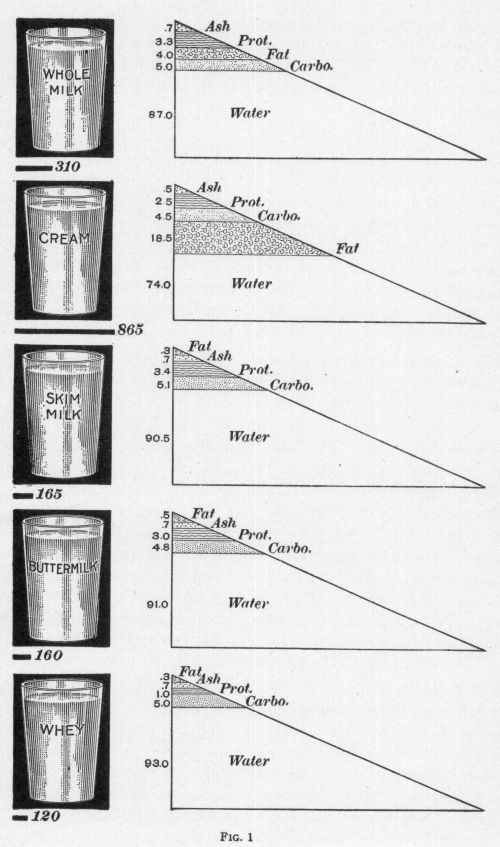 .7 Ash
3.3 Prot.
4.0 Fat
5.0 Carbo.
WHOLE
MILK
87.0 Water
310
.5 Ash
2.5 Prot.
4.5 Carbo.
18.5 Fat
CREAM
74.0 Water
865
.3 Fat
.7 Ash
3.4 Prot.
5.1 Carbo.
SKIM
MILK
90.5 Water
165
.5 Fat
.7 Ash
3.0 Prot.
4.8 Carbo.
BUTTERMILK
91.0 Water
160
.3 Fat
.7 Ash
1.0 Prot.
5.0 Carbo.
WHEY
93.0 Water
120
FIG. 1